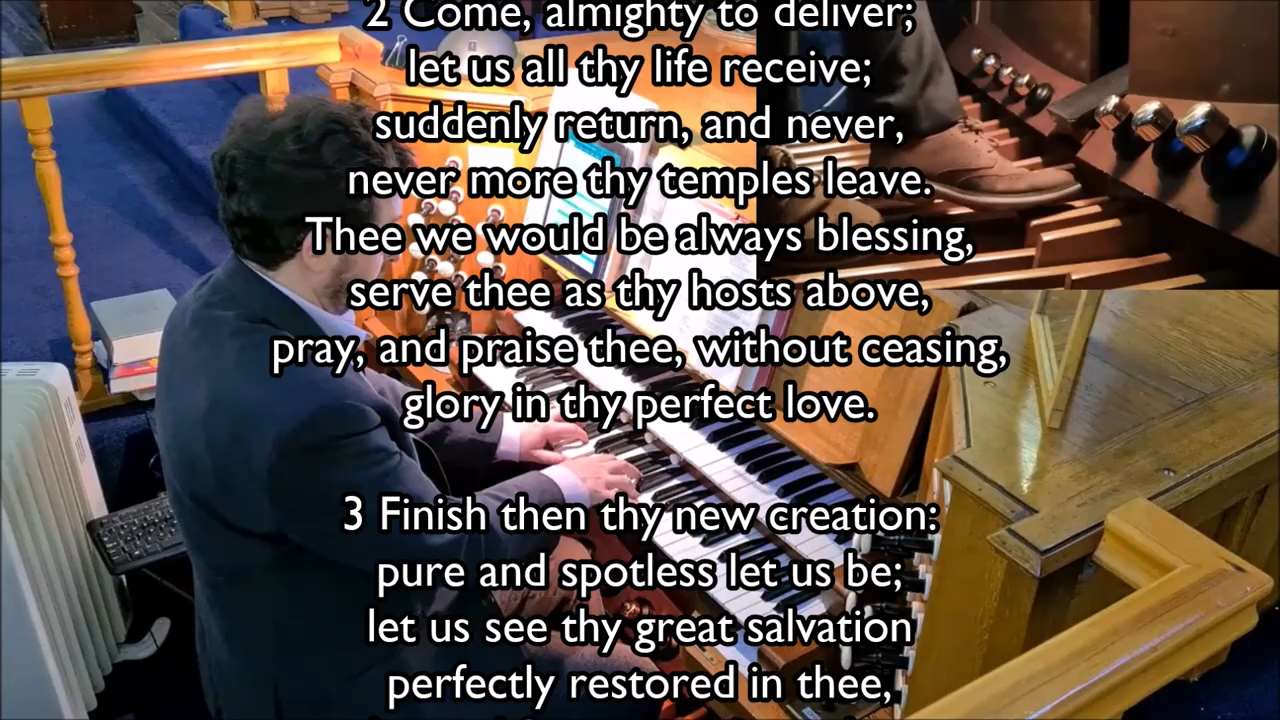 2 Come, almighty to deliver;
let us all thy life receive;
suddenly return, and never,
never more thy temples leave.
Thee we would be always blessing,
serve thee as thy hosts above,
pray, and praise thee, without ceasing,
glory in thy perfect love.
3 Finish then thy new creation:
pure and spotless let us be;
let us see thy great salvation
perfectly restored in thee,